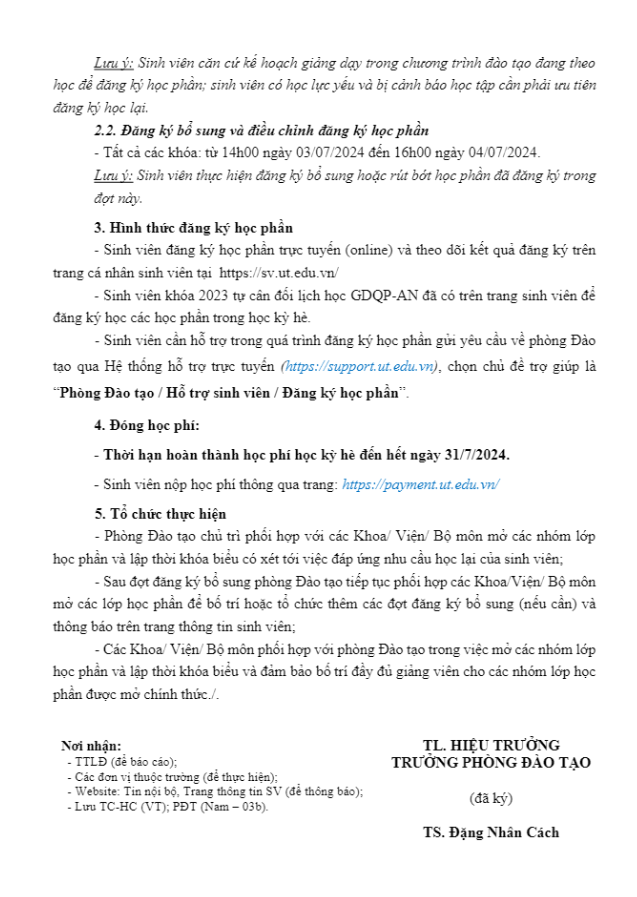 Lưu ý: Sinh viên căn cứ kế hoạch giảng dạy trong chương trình đào tạo đang theo
học để đăng ký học phần; sinh viên có học lực yếu và bị cảnh báo học tập cần phải ưu tiên
đăng ký học lại.
2.2. Đăng ký bổ sung và điều chỉnh đăng ký học phần
- Tất cả các khóa: từ 14h00 ngày 03/07/2024 đến 16h00 ngày 04/07/2024.
Lưu ý: Sinh viên thực hiện đăng ký bổ sung hoặc rút bớt học phần đã đăng ký trong
đợt này.
3. Hình thức đăng ký học phần
- Sinh viên đăng ký học phần trực tuyến (online) và theo dõi kết quả đăng ký trên
trang cá nhân sinh viên tại https://sv.ut.edu.vn/
- Sinh viên khóa 2023 tự cân đối lịch học GDQP-AN đã có trên trang sinh viên để
đăng ký học các học phần trong học kỳ hè.
- Sinh viên cần hỗ trợ trong quá trình đăng ký học phần gửi yêu cầu về phòng Đào
tạo qua Hệ thống hỗ trợ trực tuyến (https://support.ut.edu.vn), chọn chủ đề trợ giúp là
“Phòng Đào tạo / Hỗ trợ sinh viên / Đăng ký học phần”.
4. Đóng học phí:
- Thời hạn hoàn thành học phí học kỳ hè đến hết ngày 31/7/2024.
- Sinh viên nộp học phí thông qua trang: https://payment.ut.edu.vn/
5. Tổ chức thực hiện
- Phòng Đào tạo chủ trì phối hợp với các Khoa/ Viện/ Bộ môn mở các nhóm lớp
học phần và lập thời khóa biểu có xét tới việc đáp ứng nhu cầu học lại của sinh viên;
- Sau đợt đăng ký bổ sung phòng Đào tạo tiếp tục phối hợp các Khoa/Viện/ Bộ môn
mở các lớp học phần để bố trí hoặc tổ chức thêm các đợt đăng ký bổ sung (nếu cần) và
thông báo trên trang thông tin sinh viên;
- Các Khoa/ Viện/ Bộ môn phối hợp với phòng Đào tạo trong việc mở các nhóm lớp
học phần và lập thời khóa biểu và đảm bảo bố trí đầy đủ giảng viên cho các nhóm lớp học
phần được mở chính thức./.
Nơi nhận:
- TTLĐ (để báo cáo);
- Các đơn vị thuộc trường (để thực hiện);
- Website: Tin nội bộ, Trang thông tin SV (để thông báo);
- Lưu TC-HC (VT); PĐT (Nam – 03b).
TL. HIỆU TRƯỞNG
TRƯỞNG PHÒNG ĐÀO TẠO
(đã ký)
TS. Đặng Nhân Cách